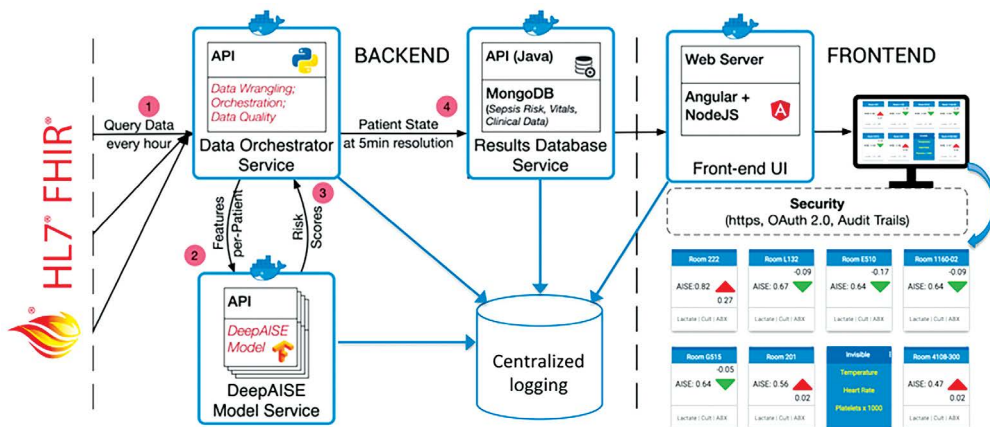 HL7® FHIR®
1
Query Data
every hour
API
Data Wrangling;
Orchestration;
Data Quality
Data Orchestrator
Service
BACKEND
4
Patient State
at 5min resolution
API (Java)
MongoDB
(Sepsis Risk, Vitals,
Clinical Data)
Results Database
Service
Web Server
Angular +
NodeJS
Front-end UI
FRONTEND
Features
per-Patient
3
Risk
Scores
2
API
DeepAISE
Model
DeepAISE
Model Service
Centralized
logging
Security
(https, OAuth 2.0, Audit Trails)
Room 222
AISE:0.82
0.27
Lactate | Cult | ABX
Room L132
-0.09
AISE: 0.67
Lactate | Cult | ABX
Room E510
-0.17
AISE: 0.64
Lactate | Cult | ABX
Room 1160-02
-0.09
AISE: 0.64
Lactate | Cult | ABX
Room G515
-0.05
AISE: 0.64
Lactate | Cult | ABX
Room 201
AISE: 0.56
0.02
Lactate | Cult | ABX
Invisible
Temperature
Heart Rate
Platelets x 1000
Room 4108-300
AISE: 0.47
0.02
Lactate | Cult | ABX